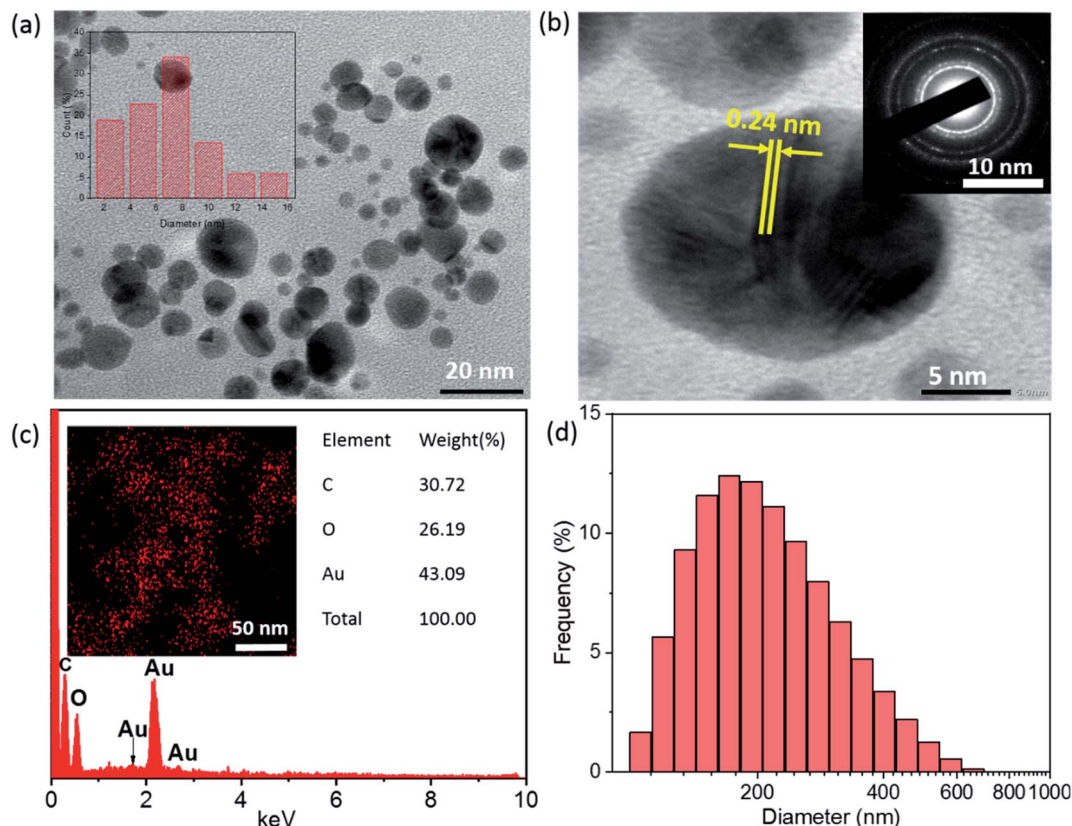 (a)
40
35
30
25
20
15
10
5
0
Count (%)
2 4 6 8 10 12 14 16
Diameter (nm)
20 nm
(b)
0.24 nm
10 nm
5 nm
5.0nm
(c)
Element Weight(%)
C 30.72
O 26.19
Au 43.09
Total 100.00
50 nm
C
O
Au
Au
Au
0 2 4 6 8 10
keV
(d)
15
10
5
0
Frequency (%)
200 400 600 800 1000
Diameter (nm)